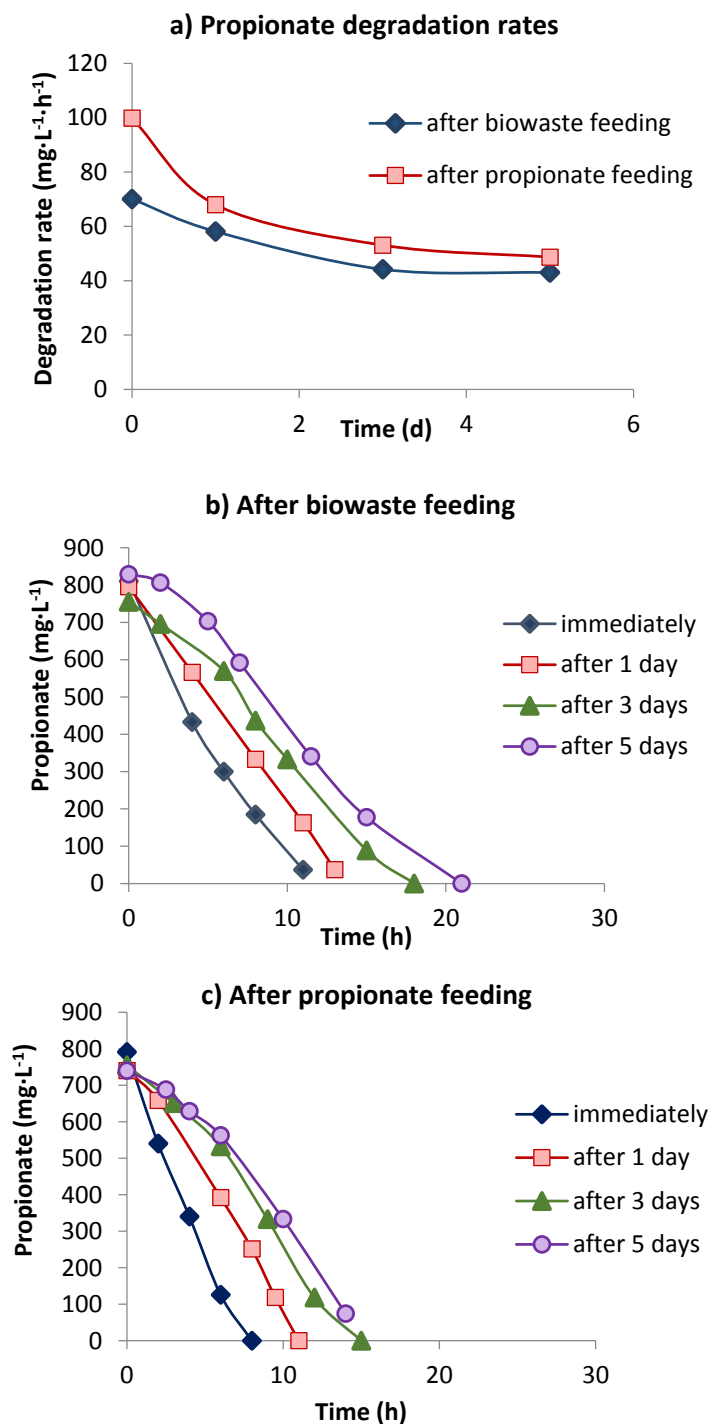 a) Propionate degradation rates
Degradation rate (mg·L⁻¹·h⁻¹)
120
100
80
60
40
20
0
after biowaste feeding
after propionate feeding
0
2
4
6
Time (d)
b) After biowaste feeding
Propionate (mg·L⁻¹)
900
800
700
600
500
400
300
200
100
0
immediately
after 1 day
after 3 days
after 5 days
0
10
20
30
Time (h)
c) After propionate feeding
Propionate (mg·L⁻¹)
900
800
700
600
500
400
300
200
100
0
immediately
after 1 day
after 3 days
after 5 days
0
10
20
30
Time (h)